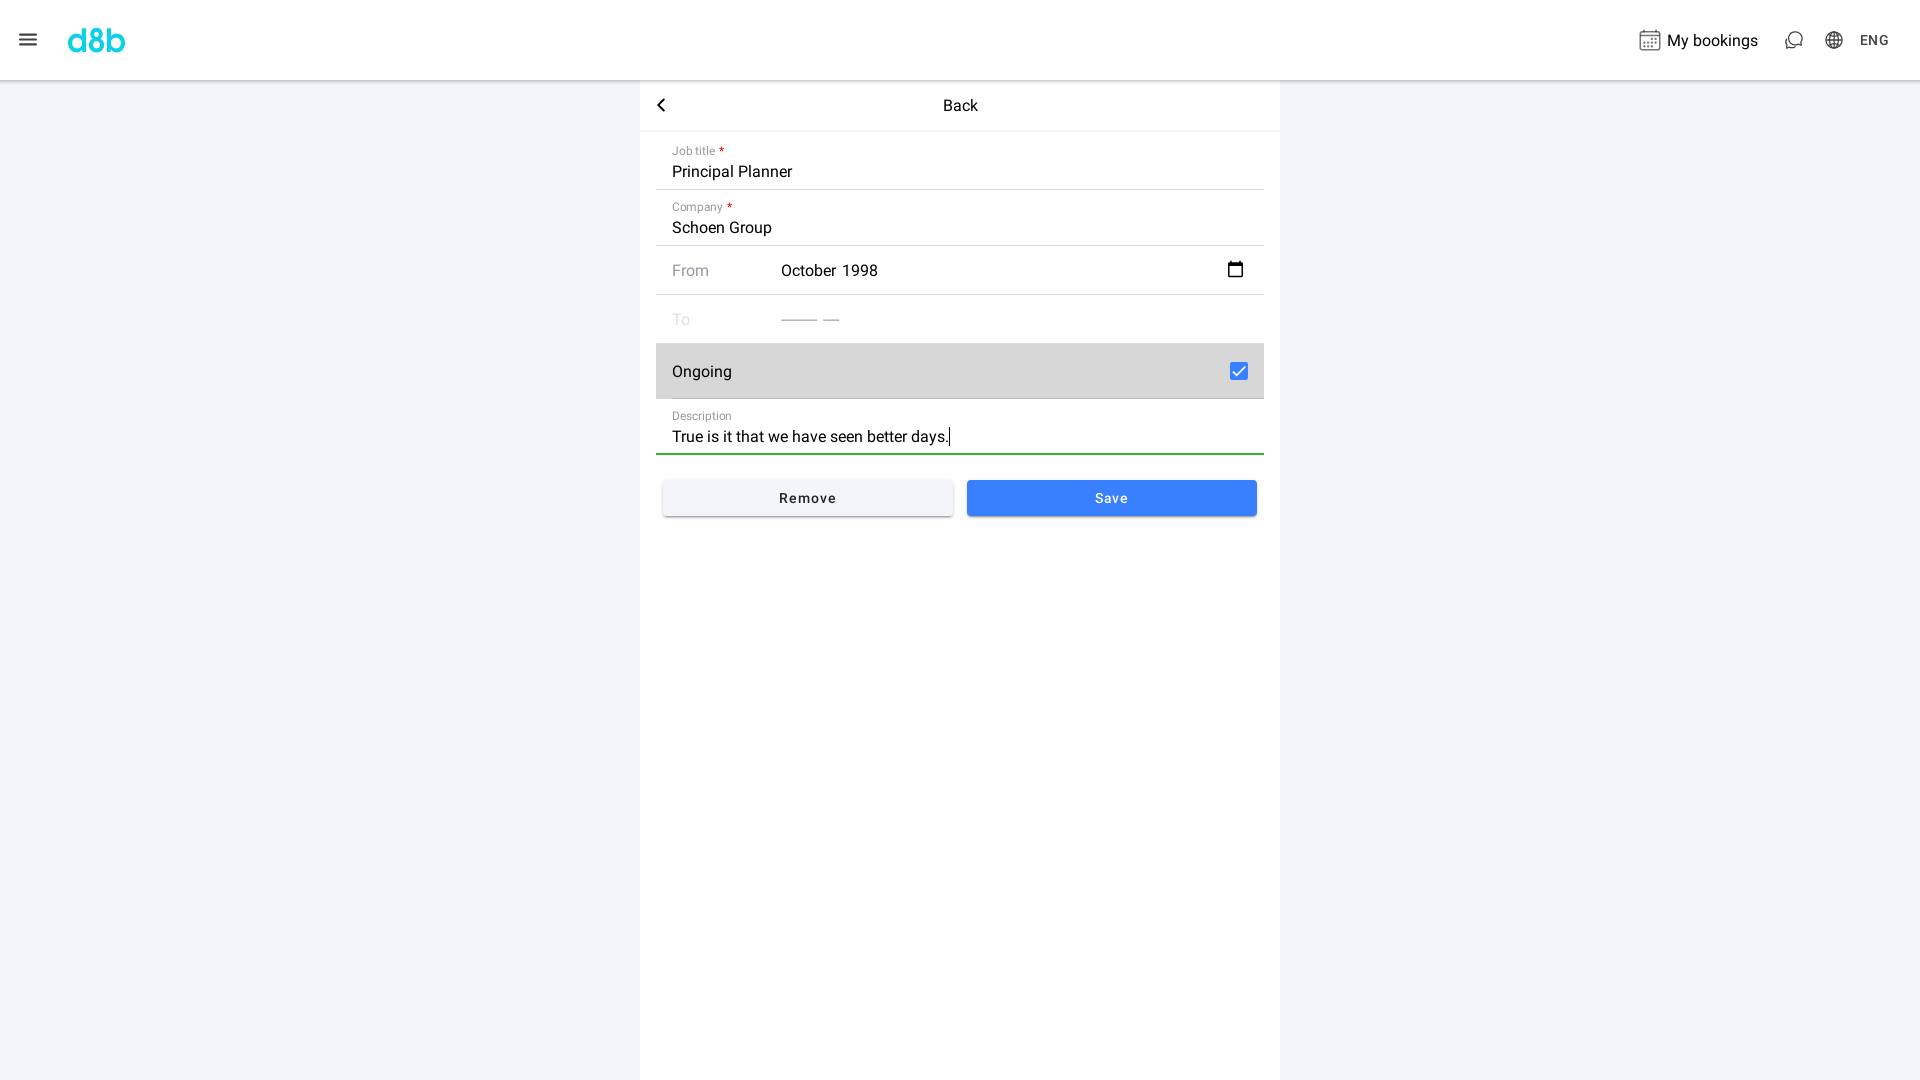 d8b
My bookings
ENG
Back
Job title *
Principal Planner
Company *
Schoen Group
From October 1998
To -------- ----
Ongoing
Description
True is it that we have seen better days.
Remove
Save